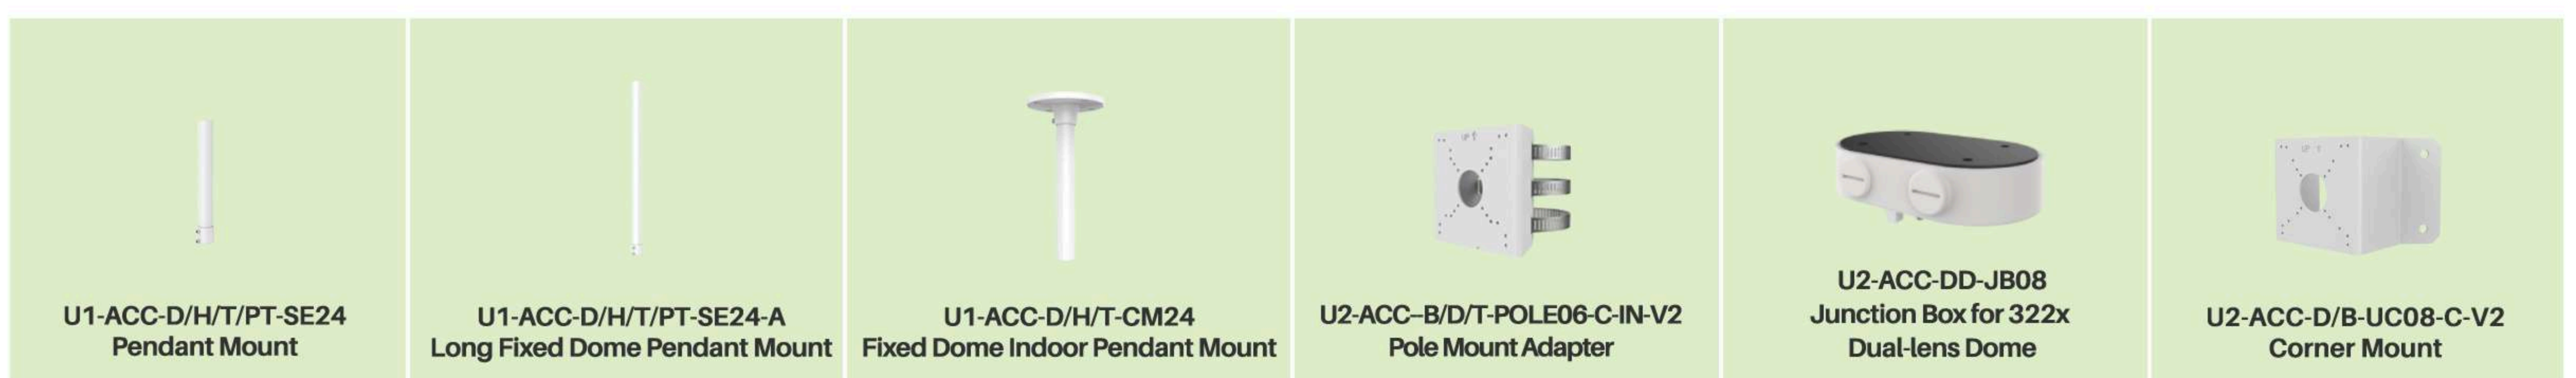 U1-ACC-D/H/T/PT-SE24
Pendant Mount
U1-ACC-D/H/T/PT-SE24-A
Long Fixed Dome Pendant Mount
U1-ACC-D/H/T-CM24
Fixed Dome Indoor Pendant Mount
UP
U2-ACC--B/D/T-POLE06-C-IN-V2
Pole Mount Adapter
U2-ACC-DD-JB08
Junction Box for 322x
Dual-lens Dome
UP
U2-ACC-D/B-UC08-C-V2
Corner Mount